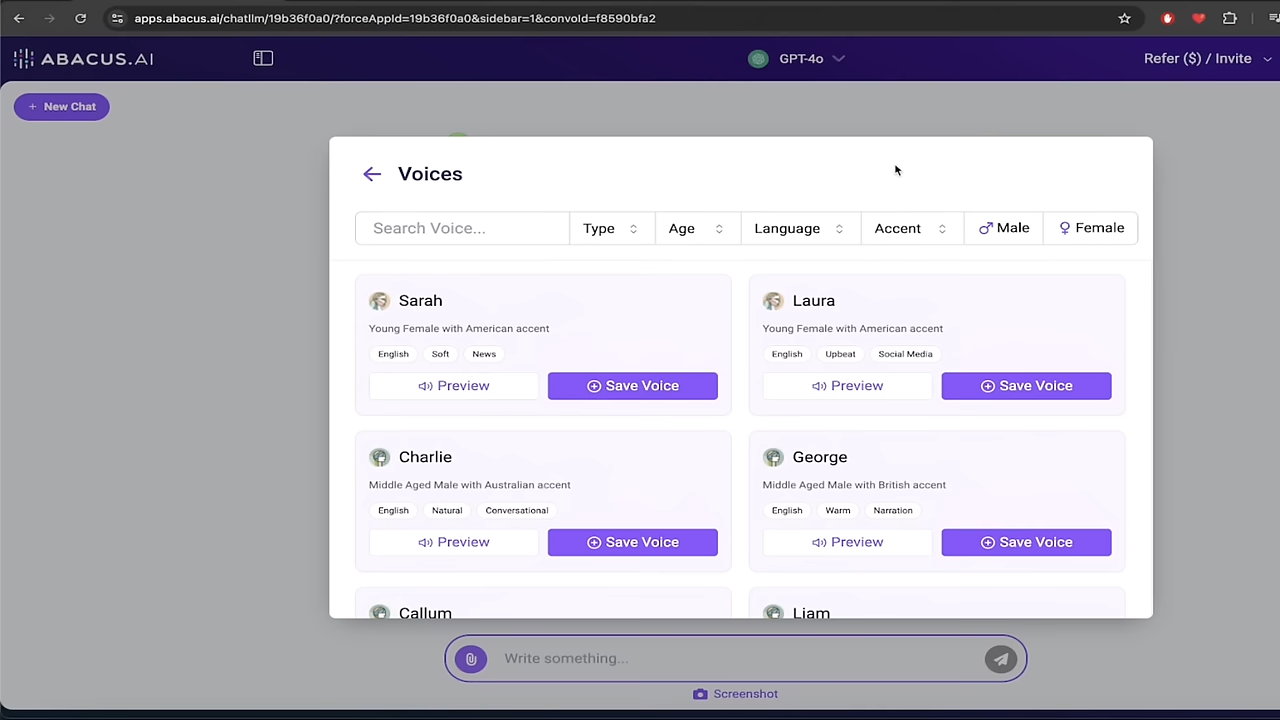 apps.abacus.ai/chatllm/19b36f0a0/?forceAppId=19b36f0a0&sidebar=1&convoId=f8590bfa2
ABACUS.AI
GPT-4o
Refer ($) / Invite
+ New Chat
Voices
Search Voice... Type Age Language Accent Male Female
Sarah
Young Female with American accent
English Soft News
Preview Save Voice
Laura
Young Female with American accent
English Upbeat Social Media
Preview Save Voice
Charlie
Middle Aged Male with Australian accent
English Natural Conversational
Preview Save Voice
George
Middle Aged Male with British accent
English Warm Narration
Preview Save Voice
Callum
Liam
Write something...
Screenshot